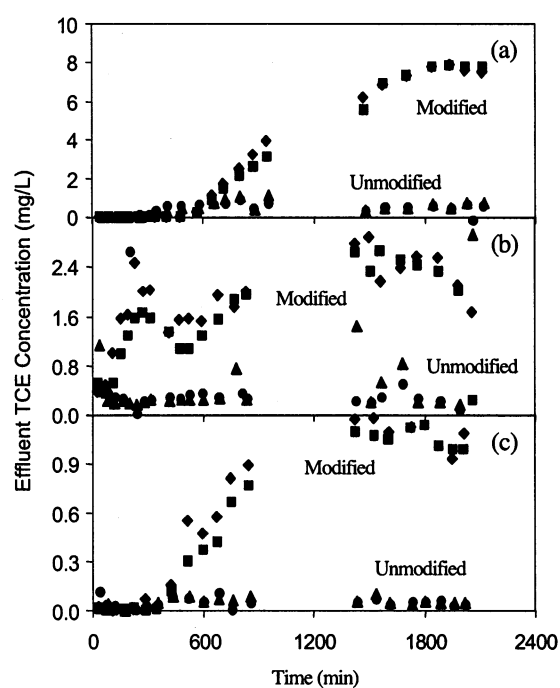 Effluent TCE Concentration (mg/L)
10
8
6
4
2
0
(a)
Modified
Unmodified
2.4
1.6
0.8
0.0
(b)
Modified
Unmodified
0.9
0.6
0.3
0.0
(c)
Modified
Unmodified
0 600 1200 1800 2400
Time (min)